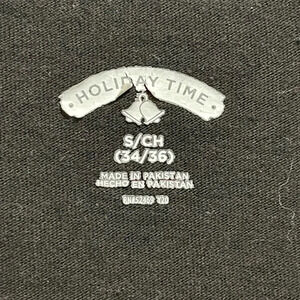 HOLIDAY TIME
S/CH
(34/36)
MADE IN PAKISTAN
HECHO EN PAKISTAN